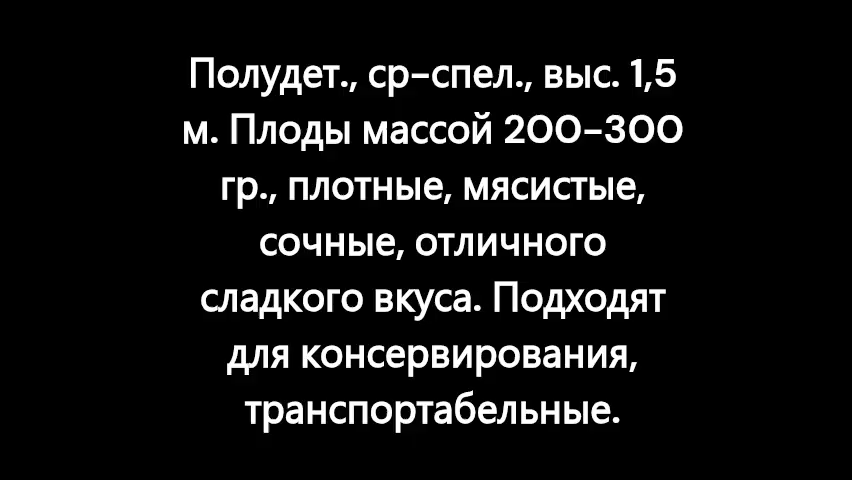 Полудет., ср-спел., выс. 1,5
м. Плоды массой 200-300
гр., плотные, мясистые,
сочные, отличного
сладкого вкуса. Подходят
для консервирования,
транспортабельные.